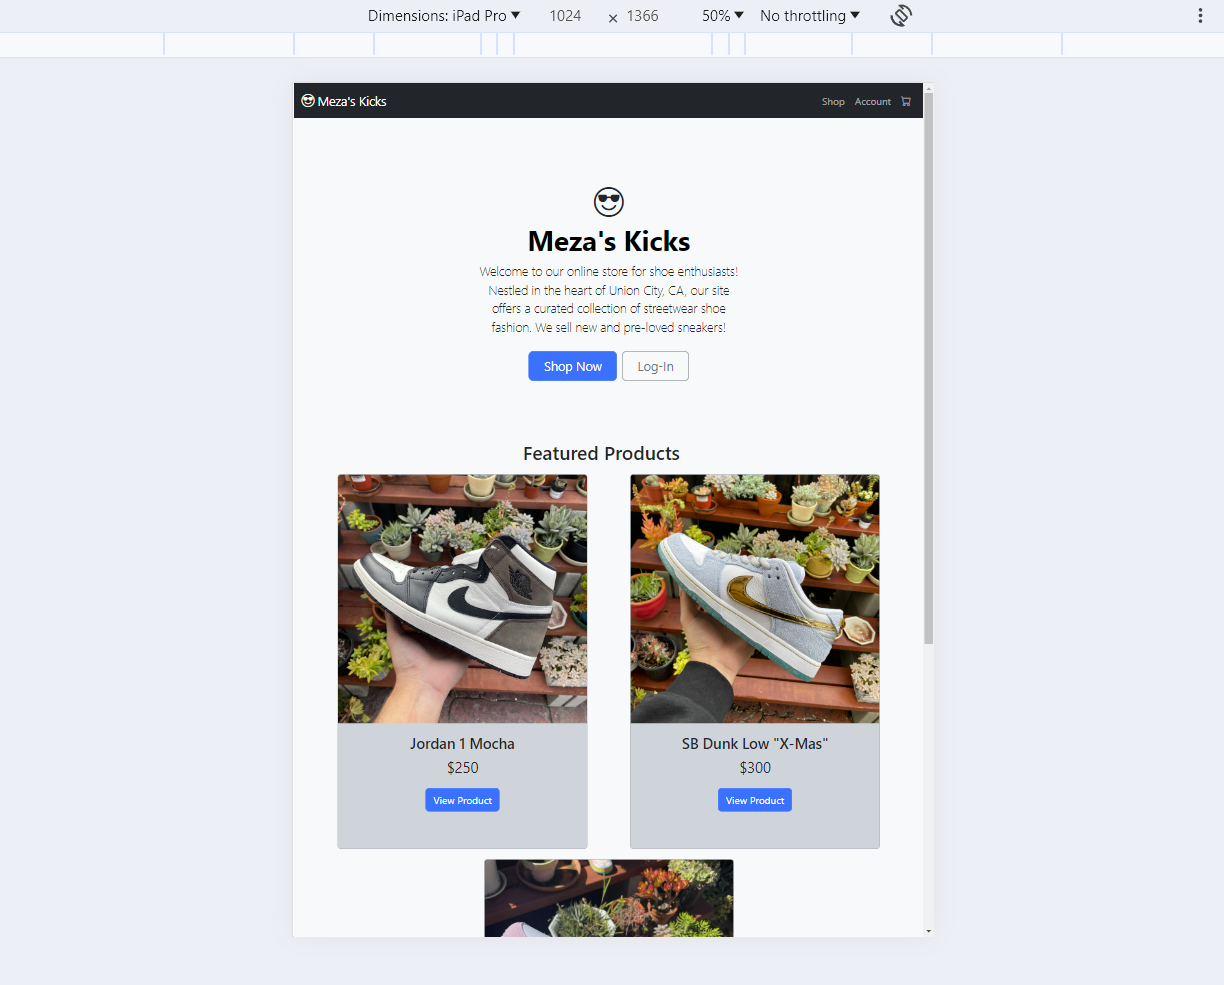 Dimensions: iPad Pro ▼ 1024 × 1366 50% ▼ No throttling ▼
Meza's Kicks Shop Account
Meza's Kicks
Welcome to our online store for shoe enthusiasts!
Nestled in the heart of Union City, CA, our site
offers a curated collection of streetwear shoe
fashion. We sell new and pre-loved sneakers!
Shop Now Log-In
Featured Products
Jordan 1 Mocha
$250
View Product
SB Dunk Low "X-Mas"
$300
View Product